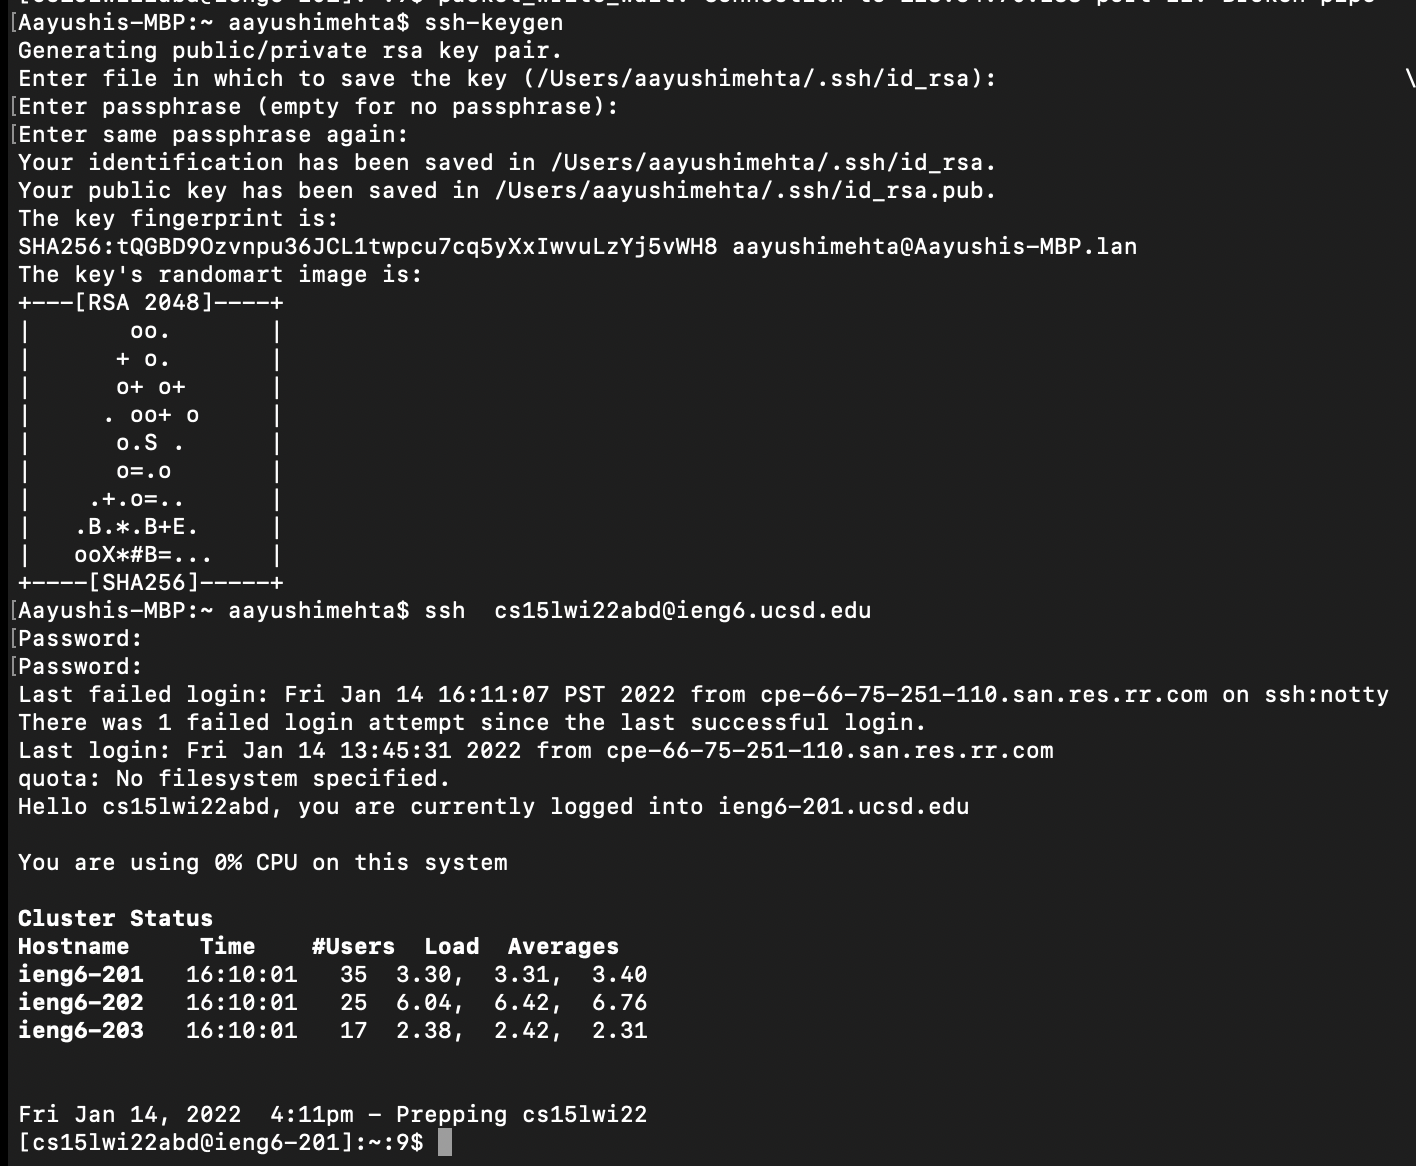 [Aayushis-MBP:~ aayushimehta$ ssh-keygen
Generating public/private rsa key pair.
Enter file in which to save the key (/Users/aayushimehta/.ssh/id_rsa): \
[Enter passphrase (empty for no passphrase):
[Enter same passphrase again:
Your identification has been saved in /Users/aayushimehta/.ssh/id_rsa.
Your public key has been saved in /Users/aayushimehta/.ssh/id_rsa.pub.
The key fingerprint is:
SHA256:tQGBD9Ozvnpu36JCL1twpcu7cq5yXxIwvuLzYj5vWH8 aayushimehta@Aayushis-MBP.lan
The key's randomart image is:
+---[RSA 2048]----+
|       oo.       |
|      + o.       |
|      o+ o+      |
|     . oo+ o     |
|      o.S .      |
|      o=.o       |
|    .+.o=..      |
|   .B.*.B+E.     |
|   ooX*#B=...    |
+----[SHA256]-----+
[Aayushis-MBP:~ aayushimehta$ ssh  cs15lwi22abd@ieng6.ucsd.edu
[Password:
[Password:
Last failed login: Fri Jan 14 16:11:07 PST 2022 from cpe-66-75-251-110.san.res.rr.com on ssh:notty
There was 1 failed login attempt since the last successful login.
Last login: Fri Jan 14 13:45:31 2022 from cpe-66-75-251-110.san.res.rr.com
quota: No filesystem specified.
Hello cs15lwi22abd, you are currently logged into ieng6-201.ucsd.edu
You are using 0% CPU on this system
Cluster Status
Hostname     Time    #Users  Load  Averages
ieng6-201   16:10:01   35  3.30,  3.31,  3.40
ieng6-202   16:10:01   25  6.04,  6.42,  6.76
ieng6-203   16:10:01   17  2.38,  2.42,  2.31
Fri Jan 14, 2022  4:11pm - Prepping cs15lwi22
[cs15lwi22abd@ieng6-201]:~:9$